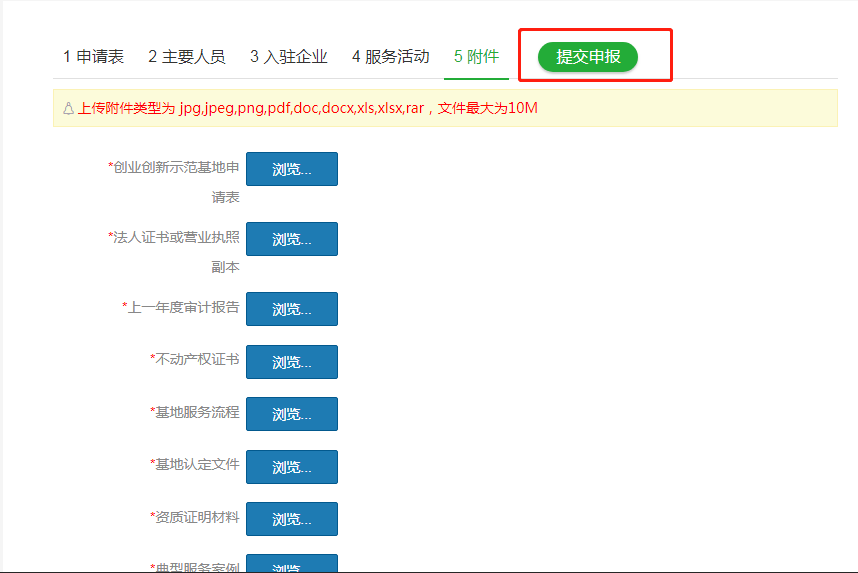 1 申请表 2 主要人员 3 入驻企业 4 服务活动 5 附件 提交申报
上传附件类型为 jpg,jpeg,png,pdf,doc,docx,xls,xlsx,rar，文件最大为10M
*创业创新示范基地申 浏览...
请表
*法人证书或营业执照 浏览...
副本
*上一年度审计报告 浏览...
*不动产权证书 浏览...
*基地服务流程 浏览...
*基地认定文件 浏览...
*资质证明材料 浏览...
*典型服务案例 浏览...